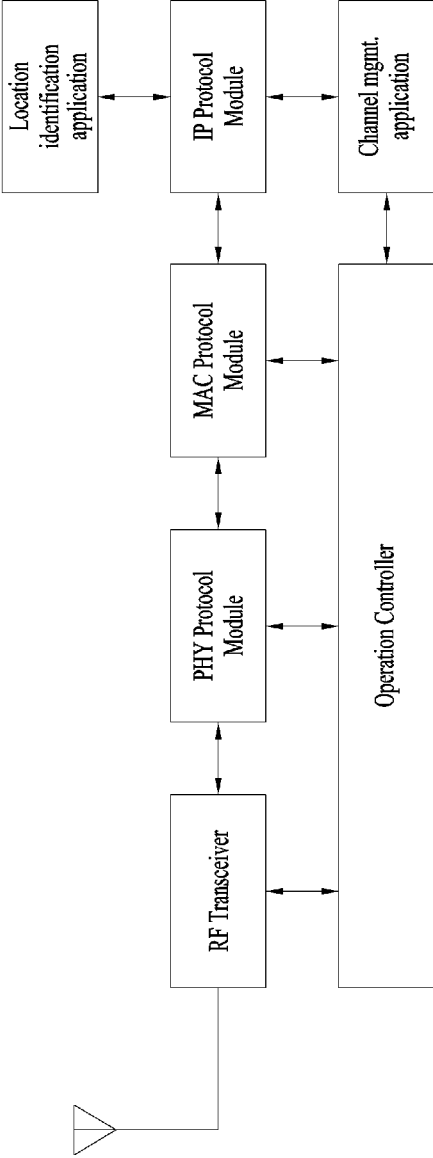 Location
identification
application
IP Protocol
Module
Channel mgmt.
application
MAC Protocol
Module
PHY Protocol
Module
Operation Controller
RF Transceiver